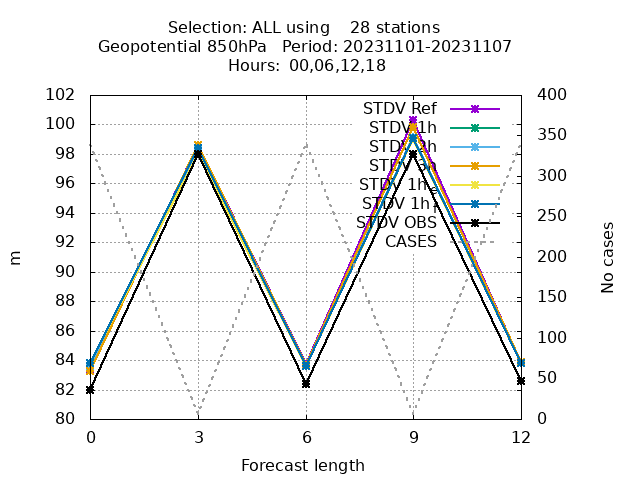 Selection: ALL using 28 stations
Geopotential 850hPa Period: 20231101-20231107
Hours: 00,06,12,18
102
100
98
96
94
92
90
88
86
84
82
80
400
350
300
250
200
150
100
50
0
STDV Ref
STDV 1h
STDV
STDV
STDV 1h
STDV 1h
STDV OBS
CASES
m
No cases
0 3 6 9 12
Forecast length